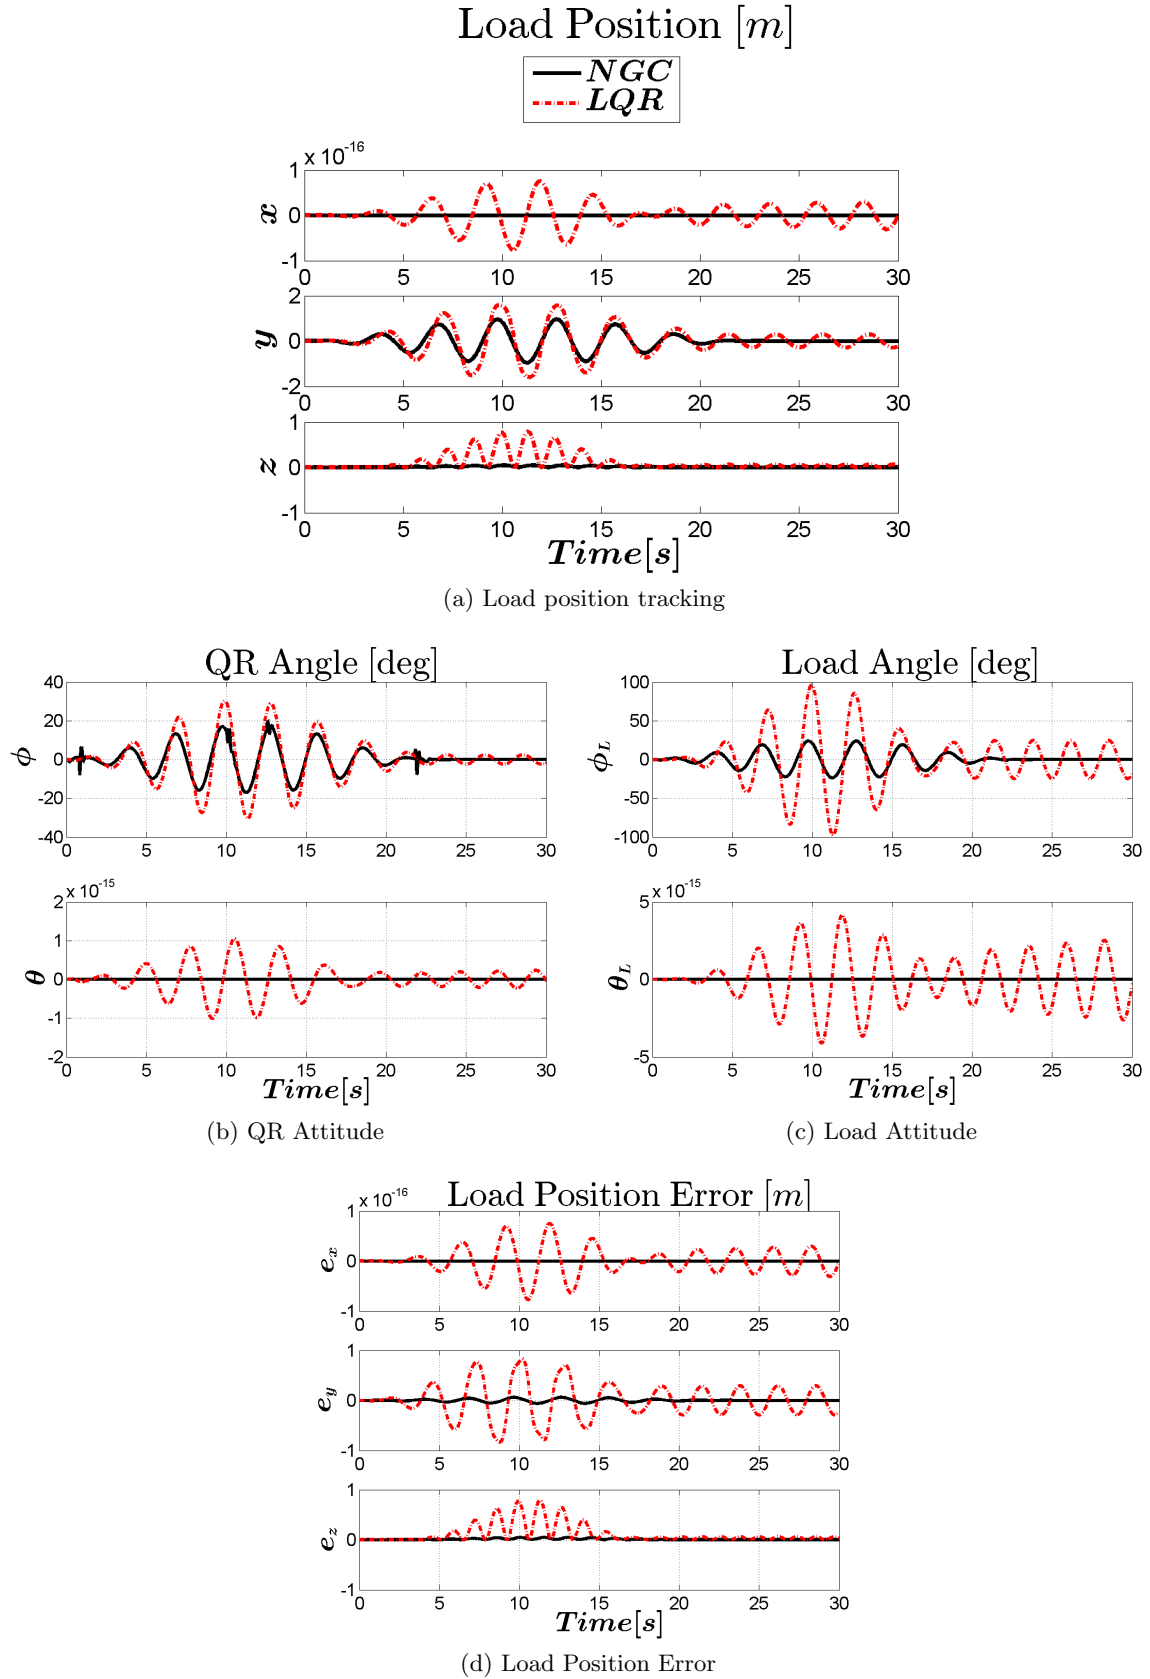 Load Position [m]
NGC
LQR
x 10⁻¹⁶
1
0
-1
x
0 5 10 15 20 25 30
2
0
-2
y
0 5 10 15 20 25 30
1
0
-1
z
0 5 10 15 20 25 30
Time[s]
(a) Load position tracking
QR Angle [deg]
40
20
0
-20
-40
ϕ
0 5 10 15 20 25 30
x 10⁻¹⁵
2
1
0
-1
-2
θ
0 5 10 15 20 25 30
Time[s]
(b) QR Attitude
Load Angle [deg]
100
50
0
-50
-100
ϕ_L
0 5 10 15 20 25 30
x 10⁻¹⁵
5
0
-5
θ_L
0 5 10 15 20 25 30
Time[s]
(c) Load Attitude
Load Position Error [m]
x 10⁻¹⁶
1
0
-1
e_x
0 5 10 15 20 25 30
1
0
-1
e_y
0 5 10 15 20 25 30
1
0
-1
e_z
0 5 10 15 20 25 30
Time[s]
(d) Load Position Error